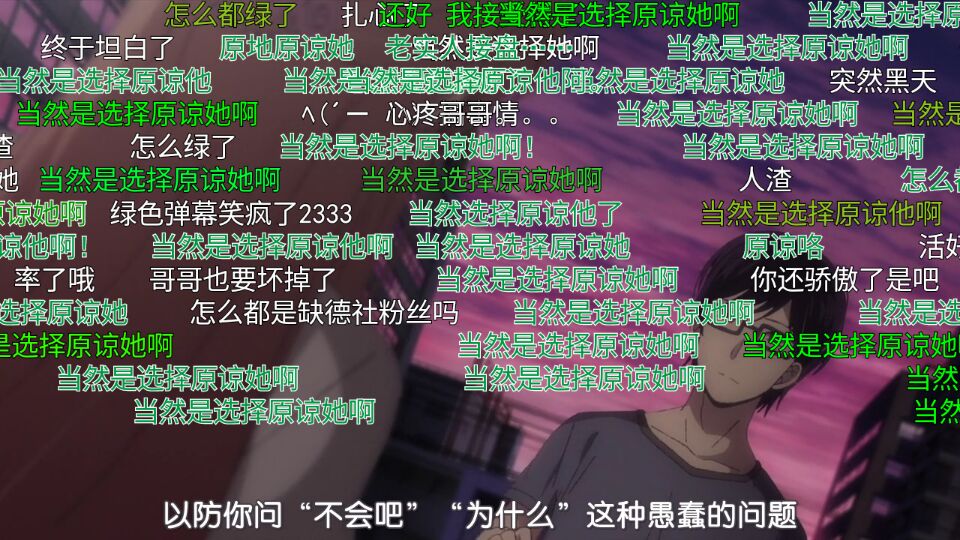 怎么都绿了 扎心了 还好 我接 当然是选择原谅她啊 当然是选择原
终于坦白了 原地原谅她 老实人接盘 当然是选择她啊 当然是选择原谅她啊
当然是选择原谅他 当然是选择原谅他啊 当然是选择原谅她 突然黑天
当然是选择原谅她啊 ^(´ー 心疼哥哥情。。 当然是选择原谅她啊 当然是
渣 怎么绿了 当然是选择原谅她啊! 当然是选择原谅她啊
她 当然是选择原谅她啊 当然是选择原谅她啊 人渣 怎么都
原谅她啊 绿色弹幕笑疯了2333 当然选择原谅他了 当然是选择原谅他啊
谅他啊! 当然是选择原谅他啊 当然是选择原谅她 原谅咯 活好
率了哦 哥哥也要坏掉了 当然是选择原谅她啊 你还骄傲了是吧
选择原谅她 怎么都是缺德社粉丝吗 当然是选择原谅她啊 当然是选
是选择原谅她啊 当然是选择原谅她啊 当然是选择原谅她
当然是选择原谅她啊 当然是选择原谅她啊 当然
当然是选择原谅她啊 当然
以防你问“不会吧”“为什么”这种愚蠢的问题